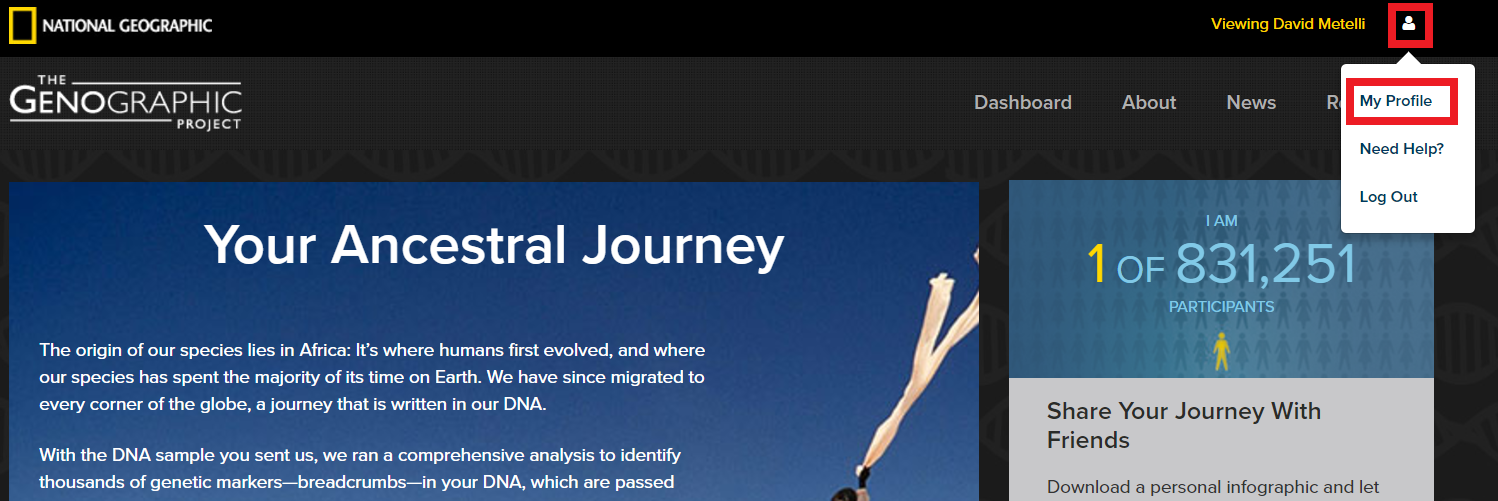 NATIONAL GEOGRAPHIC
Viewing David Metelli
THE
GENOGRAPHIC
PROJECT
Dashboard
About
News
My Profile
Need Help?
Log Out
Your Ancestral Journey
The origin of our species lies in Africa: It’s where humans first evolved, and where
our species has spent the majority of its time on Earth. We have since migrated to
every corner of the globe, a journey that is written in our DNA.
With the DNA sample you sent us, we ran a comprehensive analysis to identify
thousands of genetic markers—breadcrumbs—in your DNA, which are passed
I AM
1 OF 831,251
PARTICIPANTS
Share Your Journey With
Friends
Download a personal infographic and let